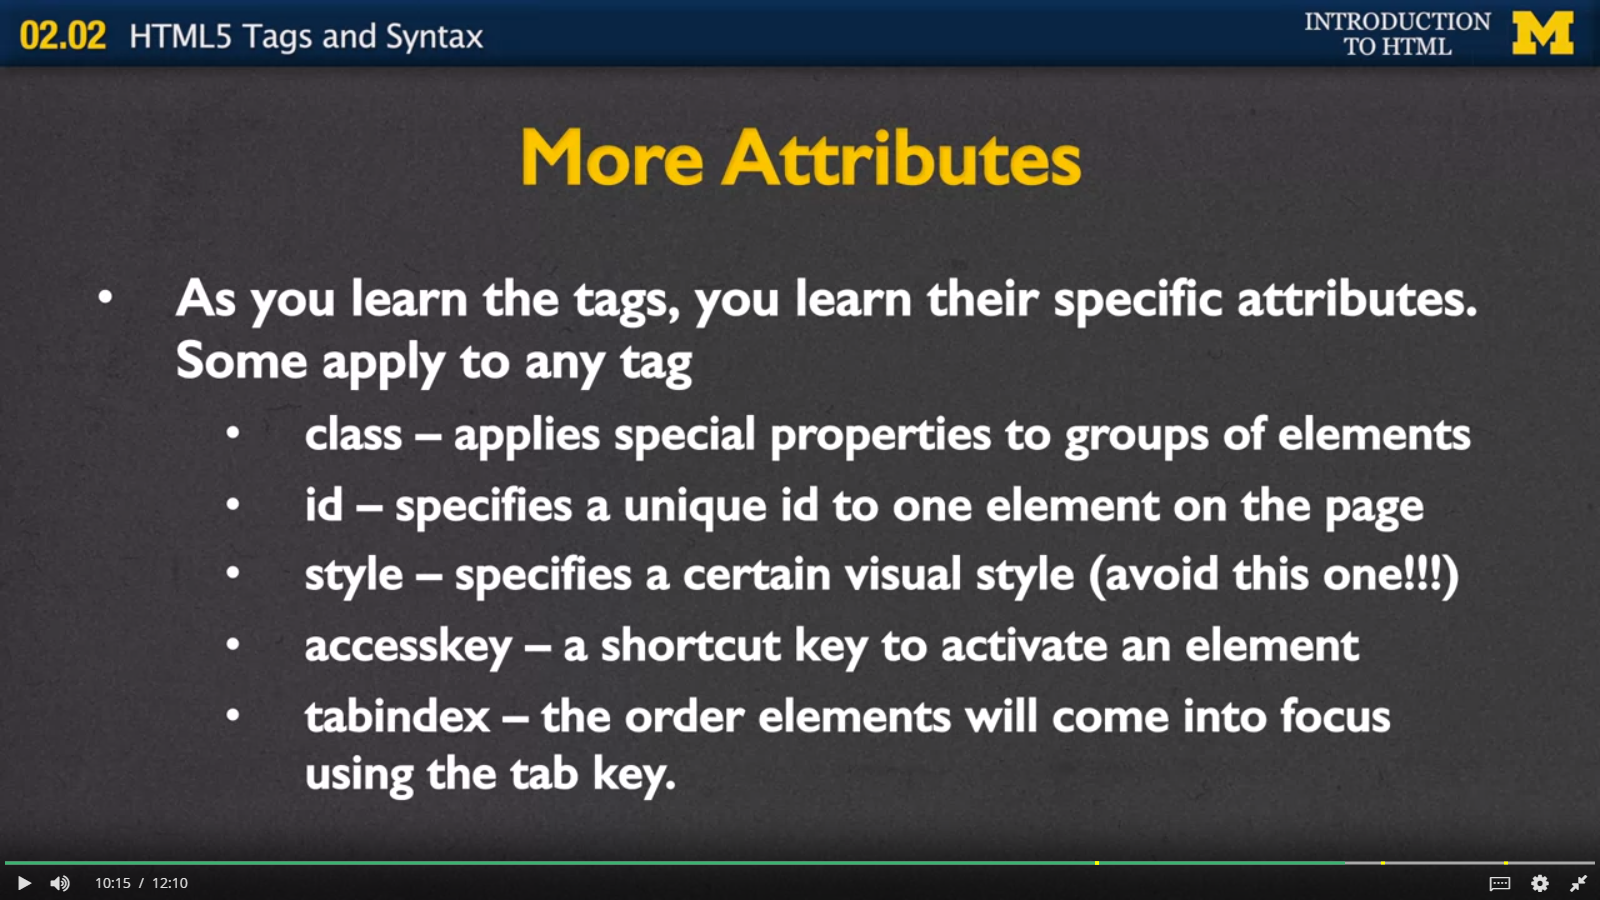 02.02 HTML5 Tags and Syntax
INTRODUCTION
TO HTML
M
More Attributes
• As you learn the tags, you learn their specific attributes.
Some apply to any tag
• class – applies special properties to groups of elements
• id – specifies a unique id to one element on the page
• style – specifies a certain visual style (avoid this one!!!)
• accesskey – a shortcut key to activate an element
• tabindex – the order elements will come into focus
using the tab key.
10:15 / 12:10